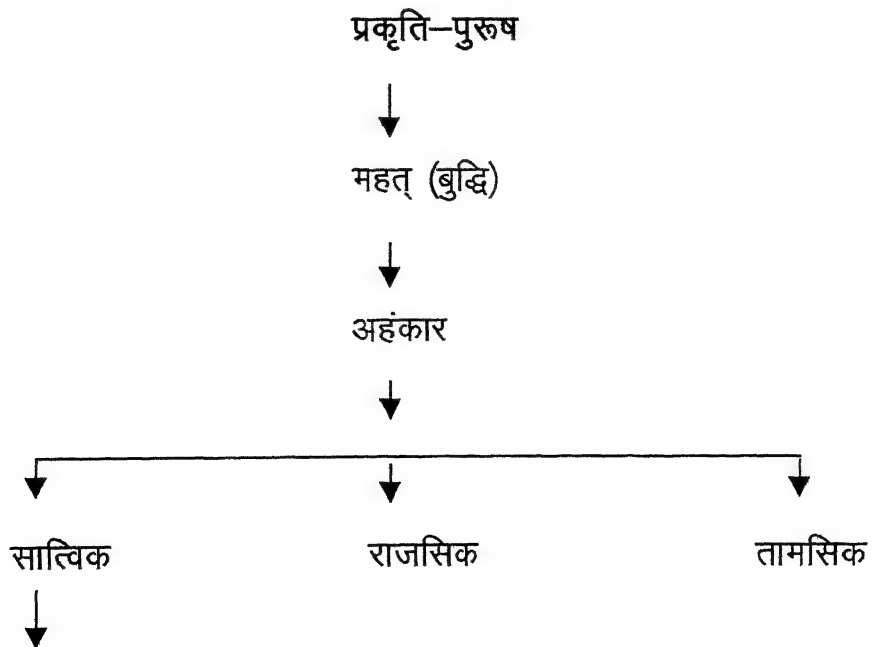 प्रकृति–पुरूष
महत् (बुद्धि)
अहंकार
सात्विक राजसिक तामसिक